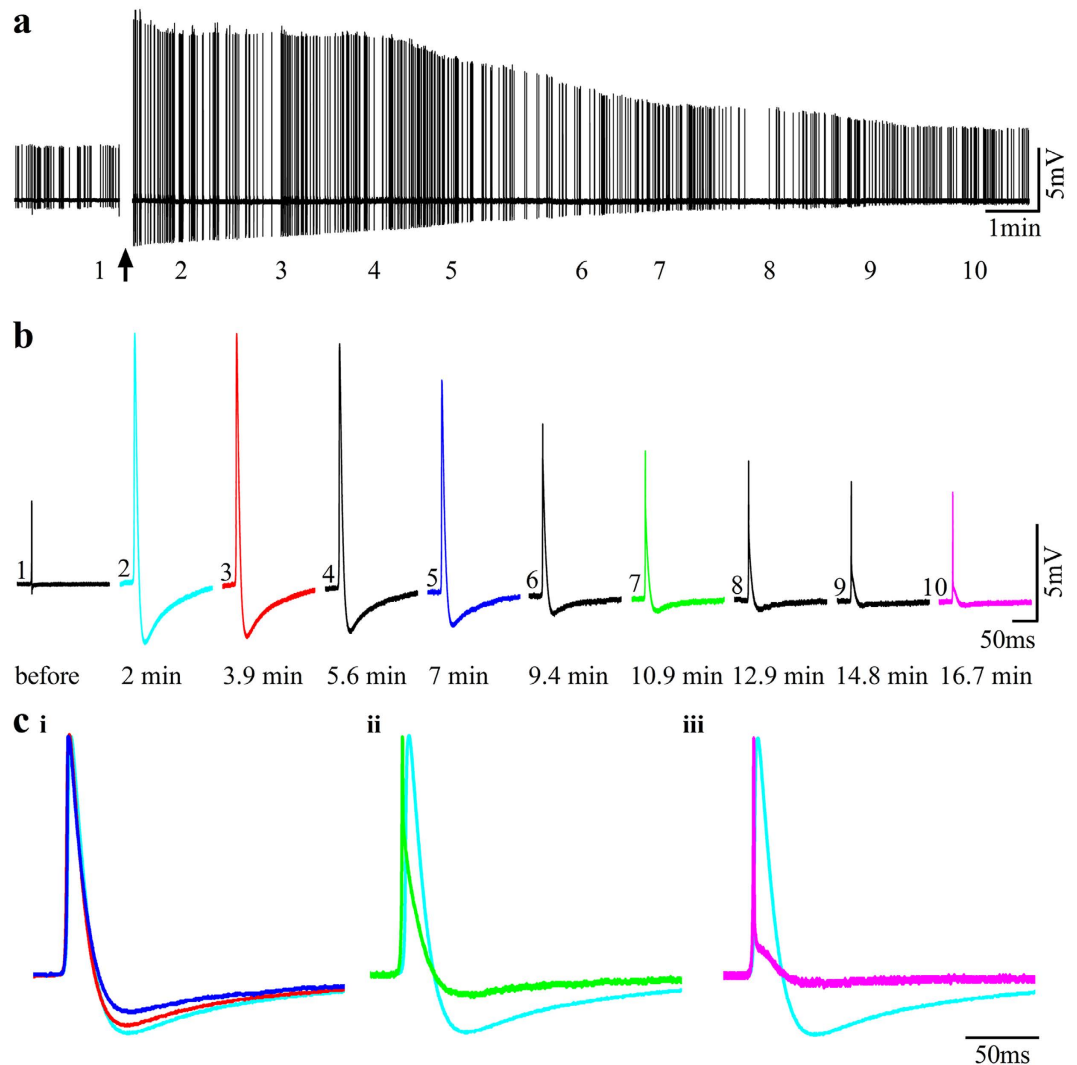 a
5mV
1min
1 2 3 4 5 6 7 8 9 10
b
1 2 3 4 5 6 7 8 9 10
5mV
50ms
before 2 min 3.9 min 5.6 min 7 min 9.4 min 10.9 min 12.9 min 14.8 min 16.7 min
c i ii iii
50ms